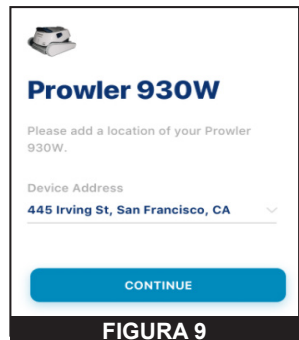 Prowler 930W
Please add a location of your Prowler
930W.
Device Address
445 Irving St, San Francisco, CA
CONTINUE
FIGURA 9